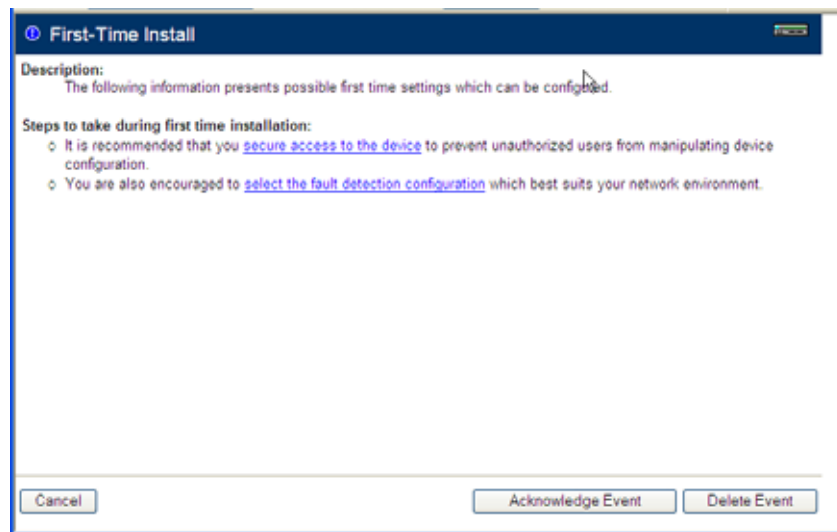 First-Time Install
Description:
The following information presents possible first time settings which can be configured.
Steps to take during first time installation:
It is recommended that you secure access to the device to prevent unauthorized users from manipulating device
configuration.
You are also encouraged to select the fault detection configuration which best suits your network environment.
Cancel Acknowledge Event Delete Event